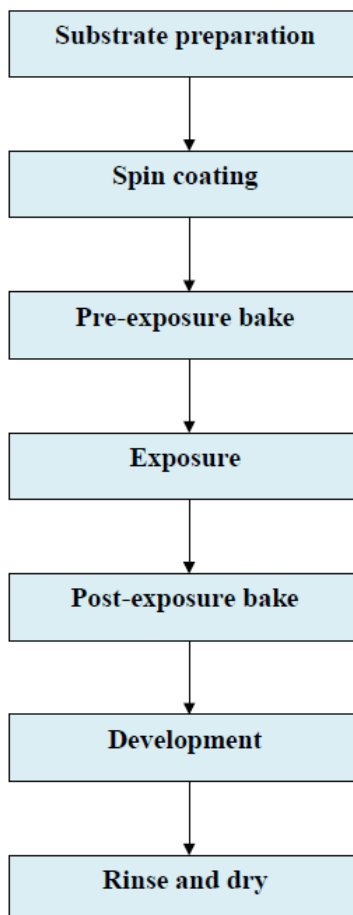 Substrate preparation
Spin coating
Pre-exposure bake
Exposure
Post-exposure bake
Development
Rinse and dry